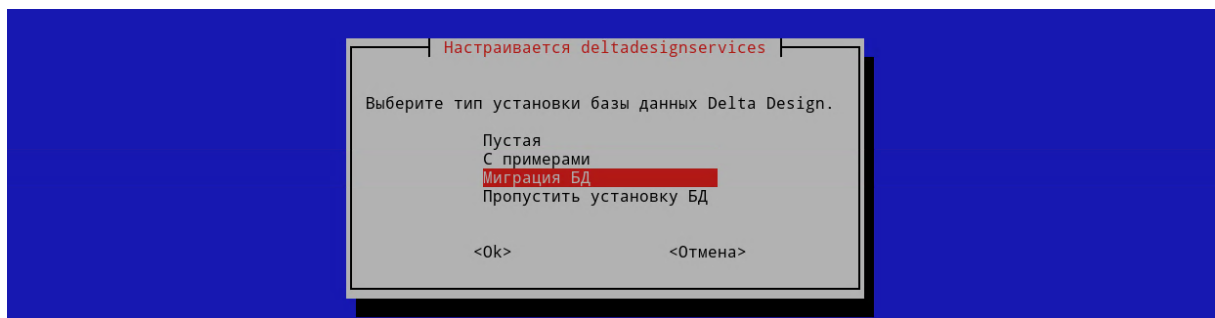 Настраивается deltadesignservices
Выберите тип установки базы данных Delta Design.
Пустая
С примерами
Миграция БД
Пропустить установку БД
<Ok> <Отмена>